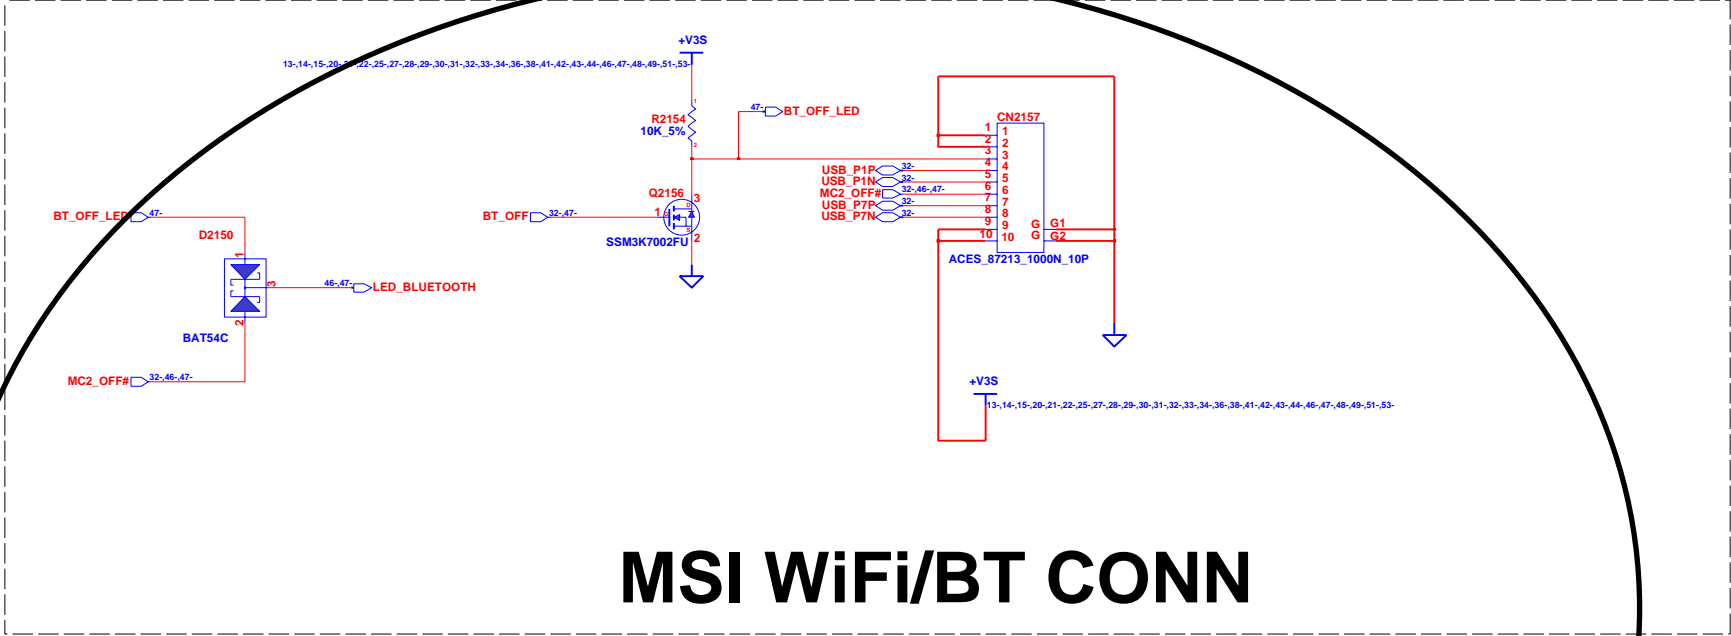 +V3S
13-,14-,15-,20-,21-,22-,25-,27-,28-,29-,30-,31-,32-,33-,34-,36-,38-,41-,42-,43-,44-,46-,47-,48-,49-,51-,53-
1
R2154
10K_5%
2
47- BT_OFF_LED
CN2157
1 1
2 2
3 3
4 4
5 5
6 6
7 7
8 8
9 9
10 10
USB_P1P 32-
USB_P1N 32-
MC2_OFF# 32-,46-,47-
USB_P7P 32-
USB_P7N 32-
G G1
G G2
ACES_87213_1000N_10P
Q2156
3
BT_OFF 32-,47- 1
G D S
SSM3K7002FU 2
BT_OFF_LED 47-
D2150
1
3 46-,47- LED_BLUETOOTH
2
BAT54C
MC2_OFF# 32-,46-,47-
+V3S
13-,14-,15-,20-,21-,22-,25-,27-,28-,29-,30-,31-,32-,33-,34-,36-,38-,41-,42-,43-,44-,46-,47-,48-,49-,51-,53-
MSI WiFi/BT CONN